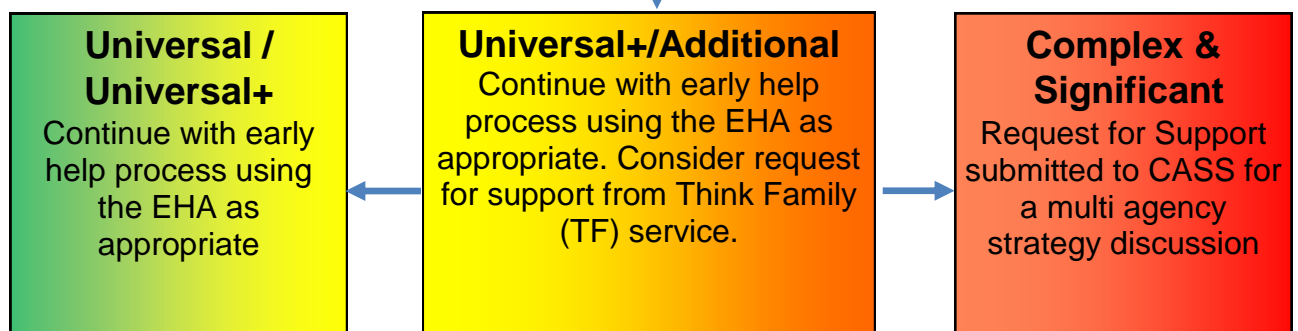 Universal /
Universal+
Continue with early
help process using
the EHA as
appropriate
Universal+/Additional
Continue with early help
process using the EHA as
appropriate. Consider request
for support from Think Family
(TF) service.
Complex &
Significant
Request for Support
submitted to CASS for
a multi agency
strategy discussion